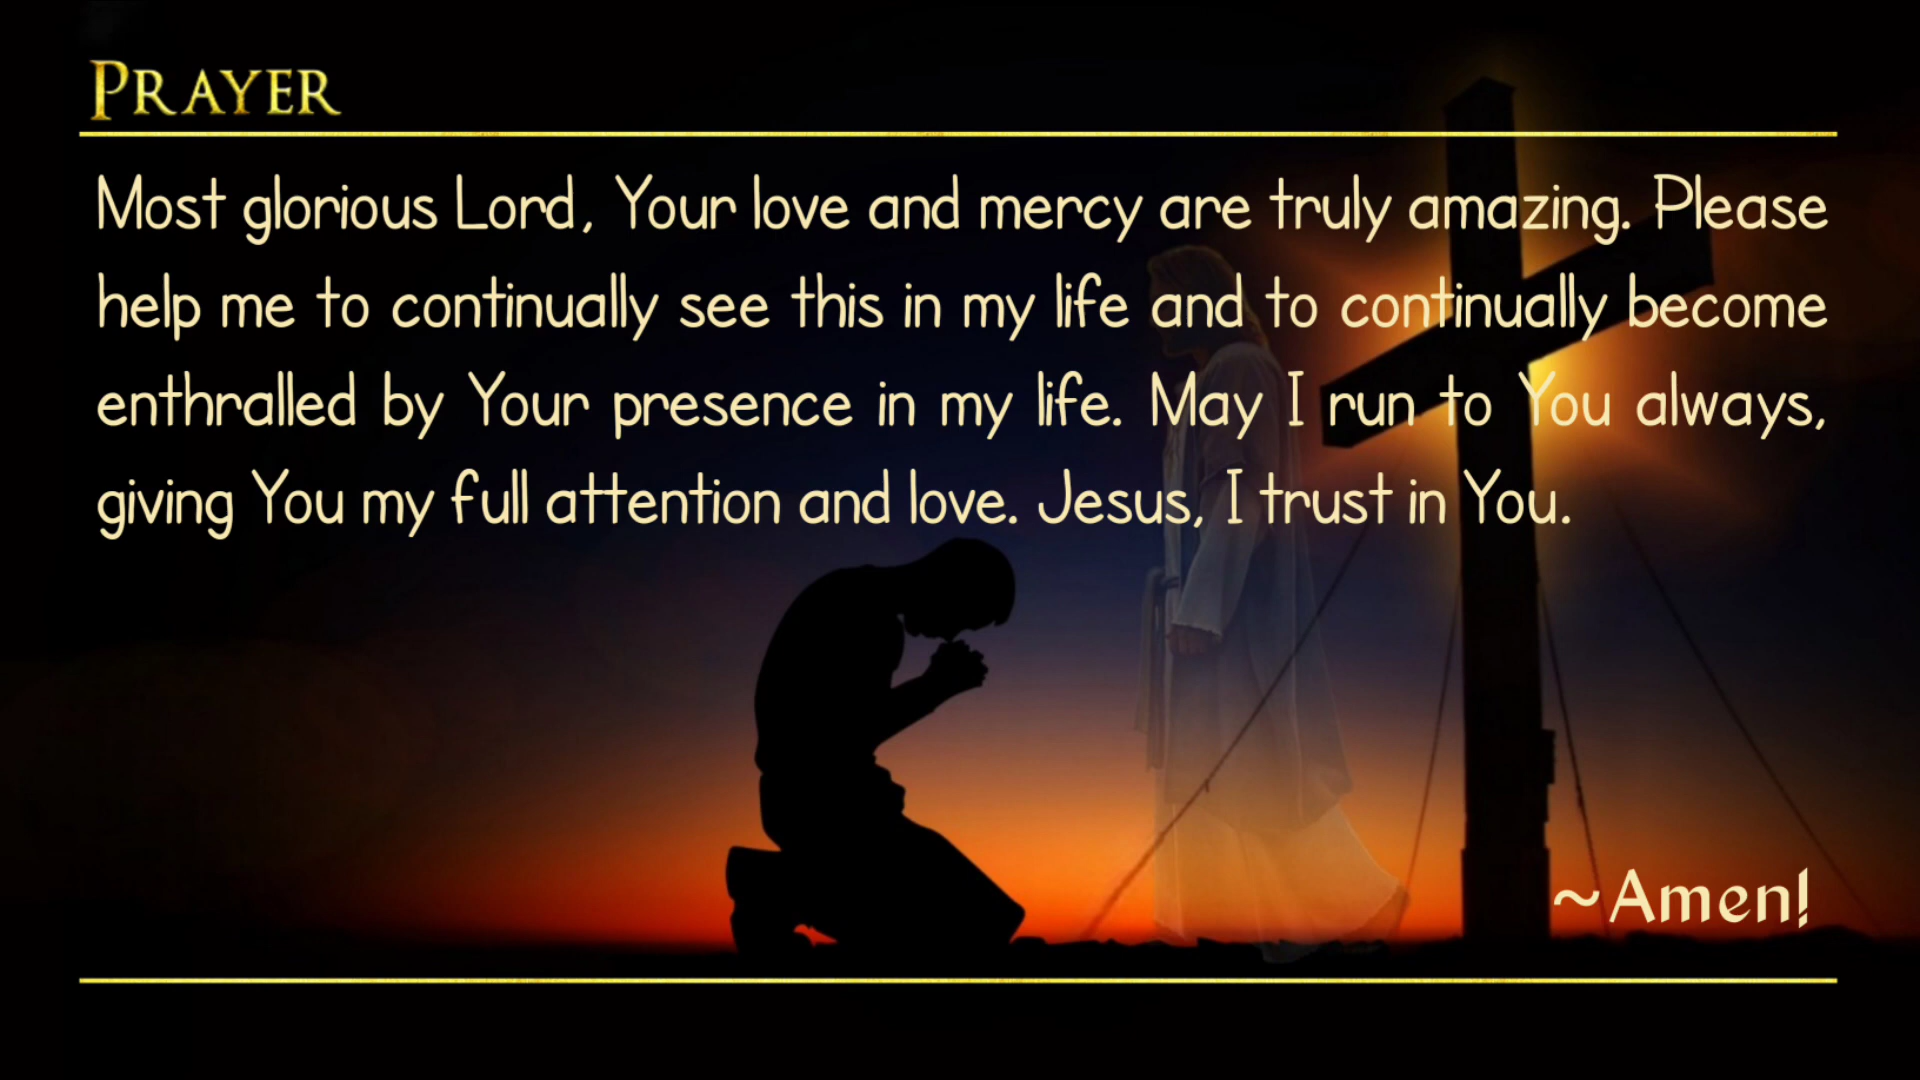 PRAYER
Most glorious Lord, Your love and mercy are truly amazing. Please
help me to continually see this in my life and to continually become
enthralled by Your presence in my life. May I run to You always,
giving You my full attention and love. Jesus, I trust in You.
~Amen!